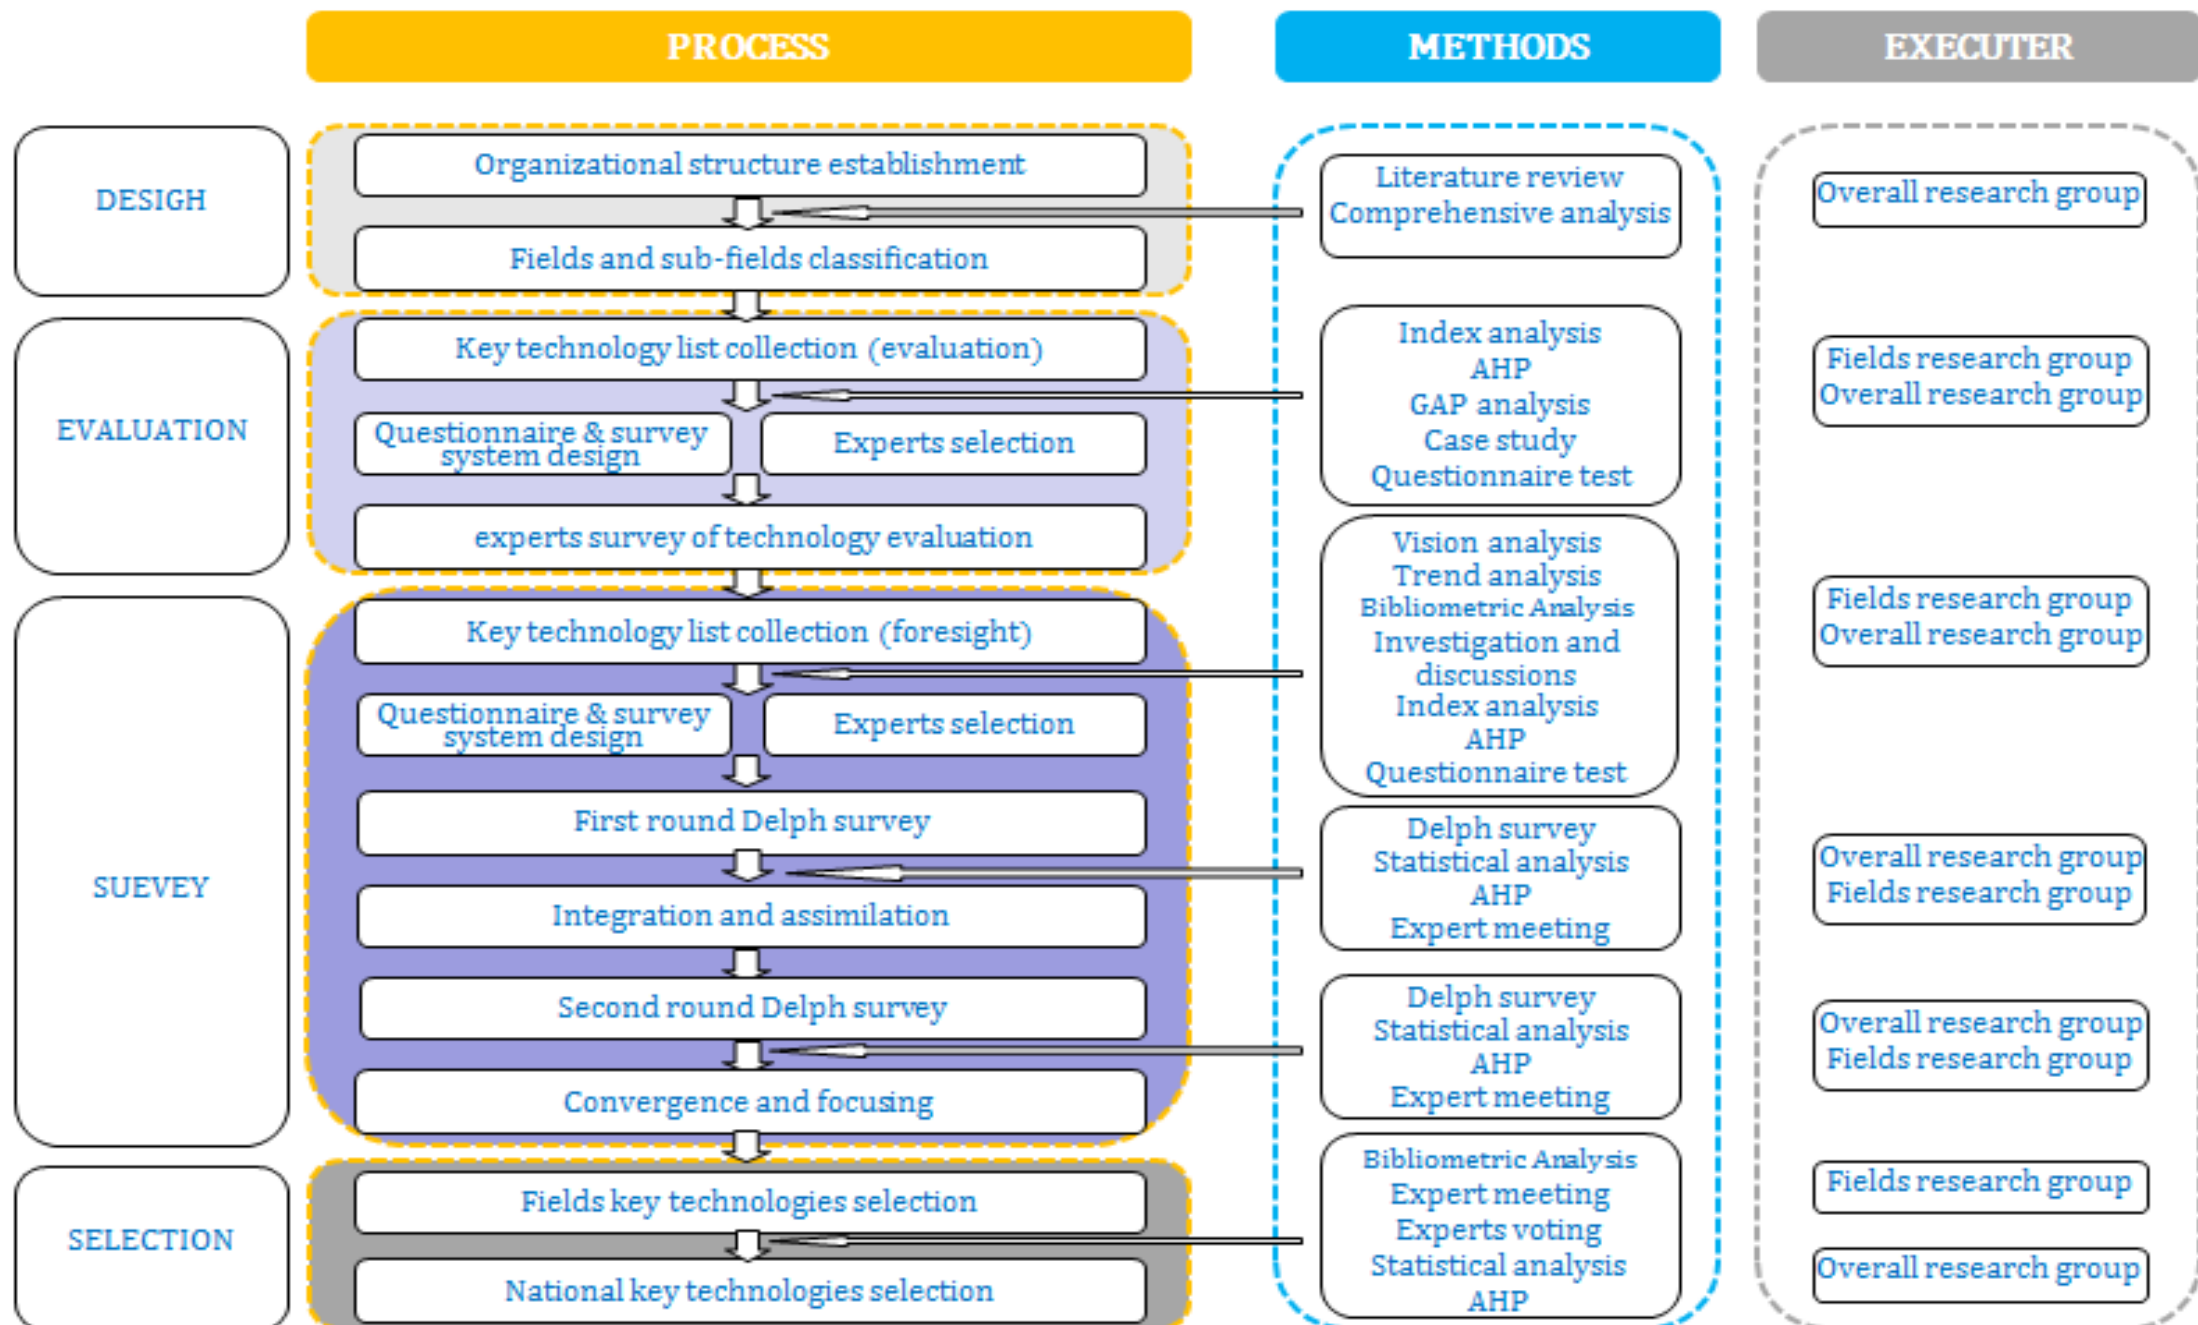 PROCESS
METHODS
EXECUTER
DESIGH
Organizational structure establishment
Fields and sub-fields classification
Literature review
Comprehensive analysis
Overall research group
EVALUATION
Key technology list collection (evaluation)
Questionnaire & survey
system design
Experts selection
experts survey of technology evaluation
Index analysis
AHP
GAP analysis
Case study
Questionnaire test
Fields research group
Overall research group
SUEVEY
Key technology list collection (foresight)
Questionnaire & survey
system design
Experts selection
First round Delph survey
Integration and assimilation
Second round Delph survey
Convergence and focusing
Vision analysis
Trend analysis
Bibliometric Analysis
Investigation and
discussions
Index analysis
AHP
Questionnaire test
Fields research group
Overall research group
Delph survey
Statistical analysis
AHP
Expert meeting
Overall research group
Fields research group
Delph survey
Statistical analysis
AHP
Expert meeting
Overall research group
Fields research group
SELECTION
Fields key technologies selection
National key technologies selection
Bibliometric Analysis
Expert meeting
Experts voting
Statistical analysis
AHP
Fields research group
Overall research group